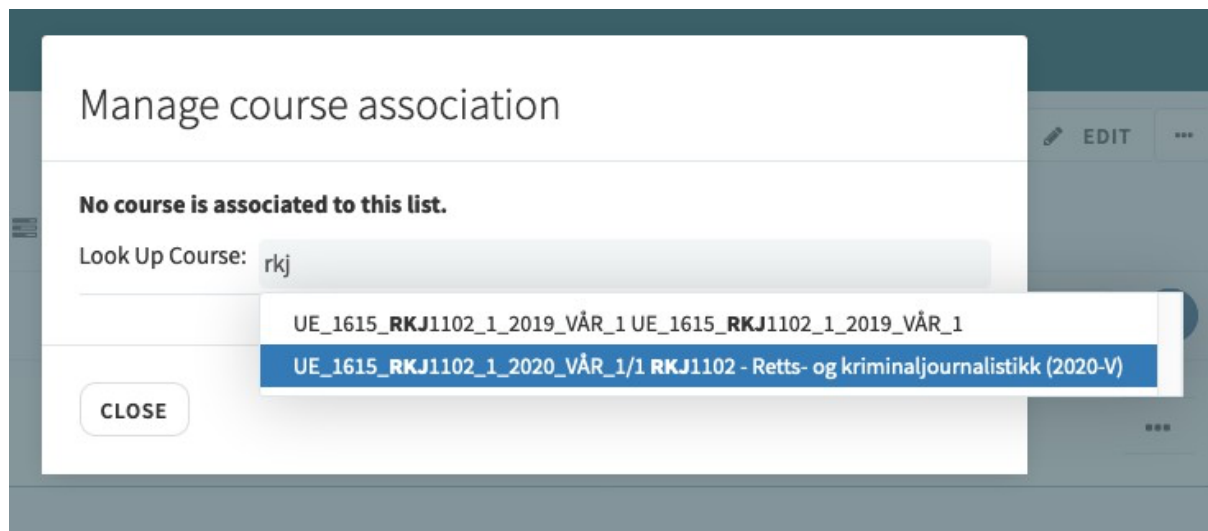 Manage course association
EDIT
No course is associated to this list.
Look Up Course: rkj
UE_1615_RKJ1102_1_2019_VÅR_1 UE_1615_RKJ1102_1_2019_VÅR_1
UE_1615_RKJ1102_1_2020_VÅR_1/1 RKJ1102 - Retts- og kriminaljournalistikk (2020-V)
CLOSE